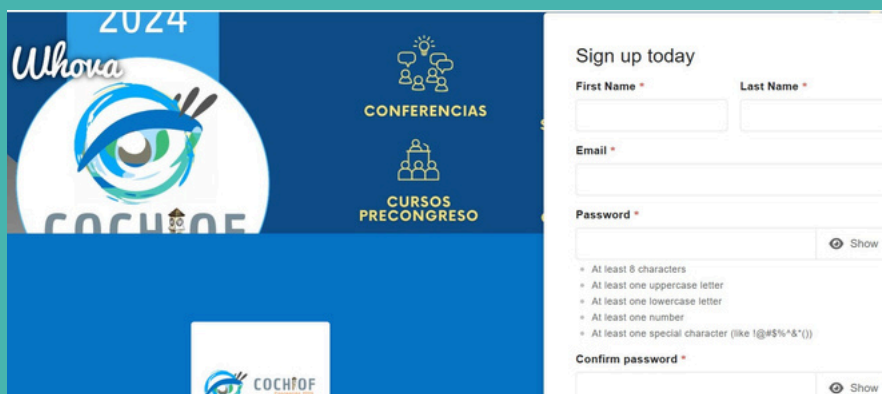 2024
Whova
COCHIOF
CONFERENCIAS
CURSOS
PRECONGRESO
COCHIOF
Sign up today
First Name *
Last Name *
Email *
Password *
Show
At least 8 characters
At least one uppercase letter
At least one lowercase letter
At least one number
At least one special character (like !@#$%^&*())
Confirm password *
Show